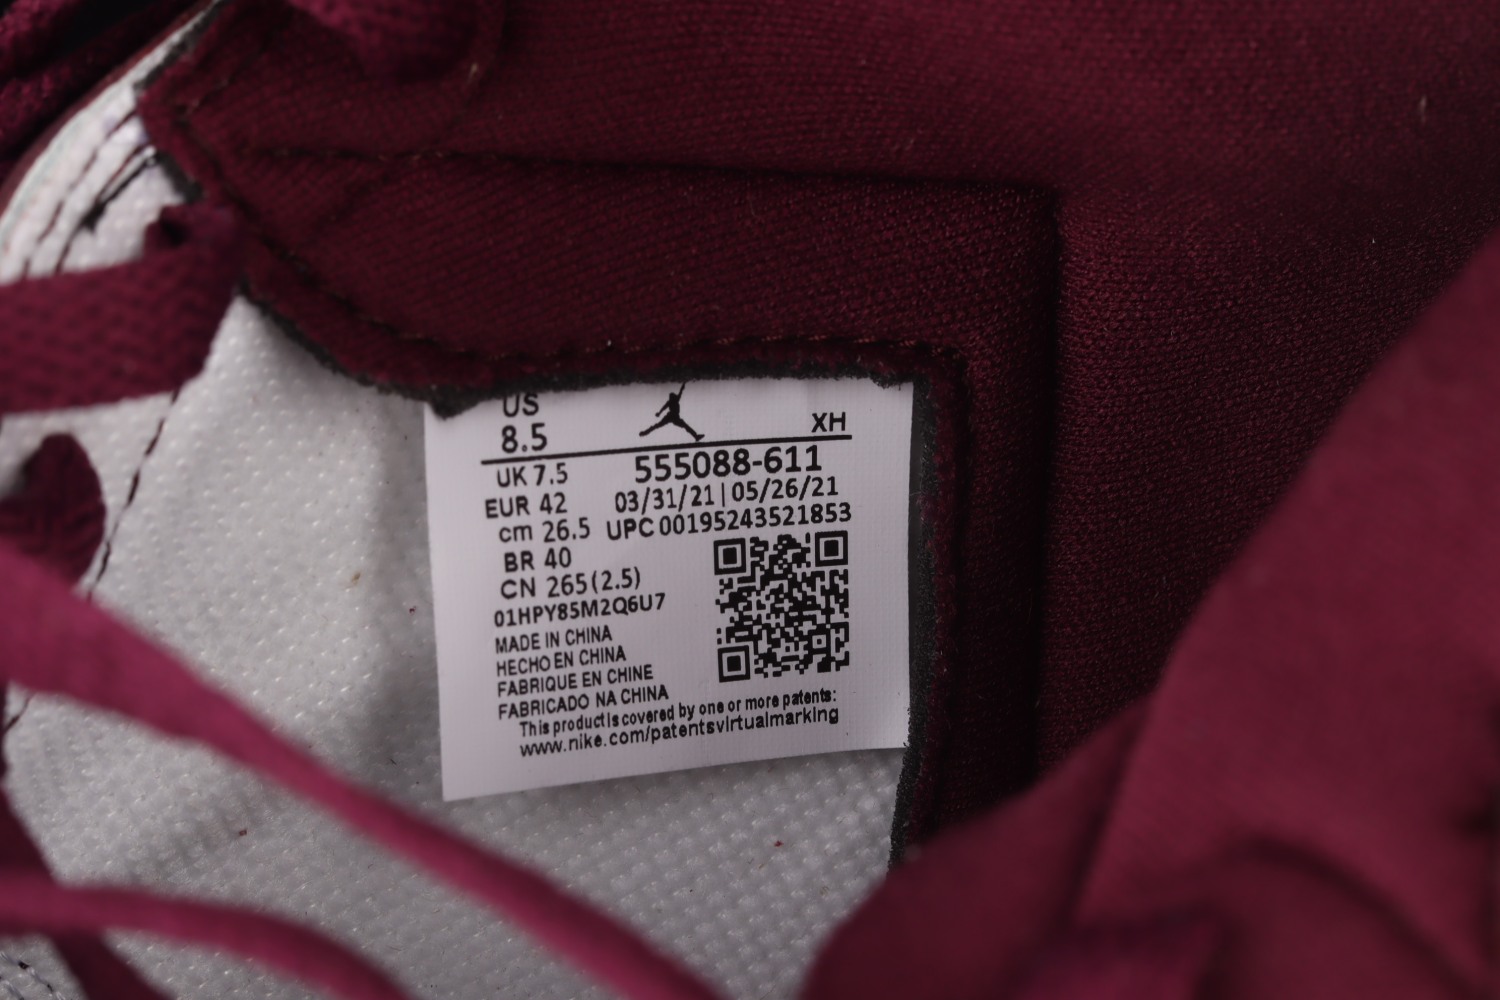 US
8.5
XH
UK 7.5
555088-611
EUR 42
03/31/21 | 05/26/21
cm 26.5
UPC 00195243521853
BR 40
CN 265(2.5)
01HPY85M2Q6U7
MADE IN CHINA
HECHO EN CHINA
FABRIQUE EN CHINE
FABRICADO NA CHINA
This product is covered by one or more patents:
www.nike.com/patentsvirtualmarking